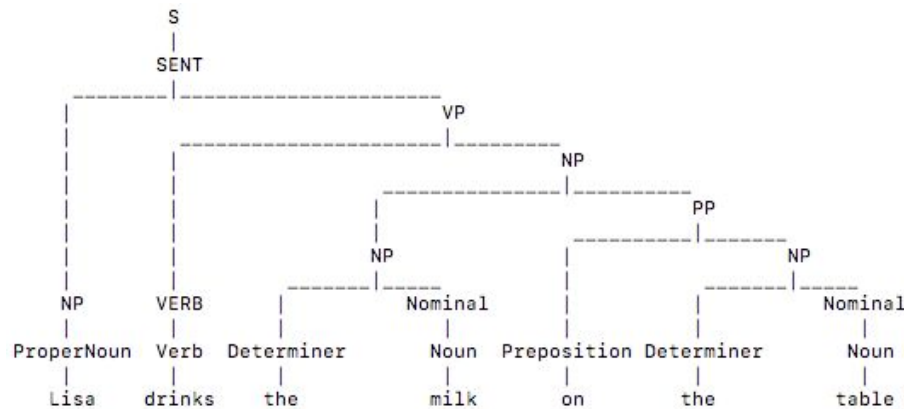 S
SENT
VP
NP
PP
NP NP
NP VERB Nominal Nominal
ProperNoun Verb Determiner Noun Preposition Determiner Noun
Lisa drinks the milk on the table